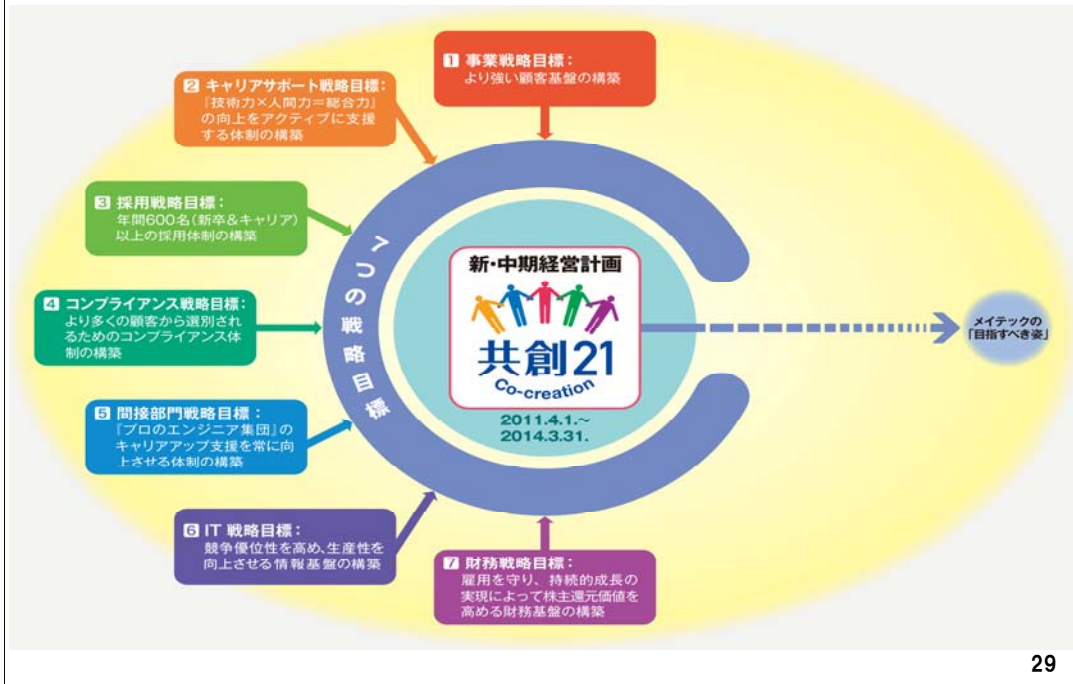 1 事業戦略目標：
より強い顧客基盤の構築
2 キャリアサポート戦略目標：
『技術力×人間力＝総合力』
の向上をアクティブに支援
する体制の構築
3 採用戦略目標：
年間600名（新卒＆キャリア）
以上の採用体制の構築
4 コンプライアンス戦略目標：
より多くの顧客から選別され
るためのコンプライアンス体
制の構築
5 間接部門戦略目標：
『プロのエンジニア集団』の
キャリアアップ支援を常に向
上させる体制の構築
6 IT 戦略目標：
競争優位性を高め、生産性を
向上させる情報基盤の構築
7 財務戦略目標：
雇用を守り、持続的成長の
実現によって株主還元価値を
高める財務基盤の構築
7つの戦略目標
新・中期経営計画
共創21
Co-creation
2011.4.1.～
2014.3.31.
メイテックの
「目指すべき姿」
29